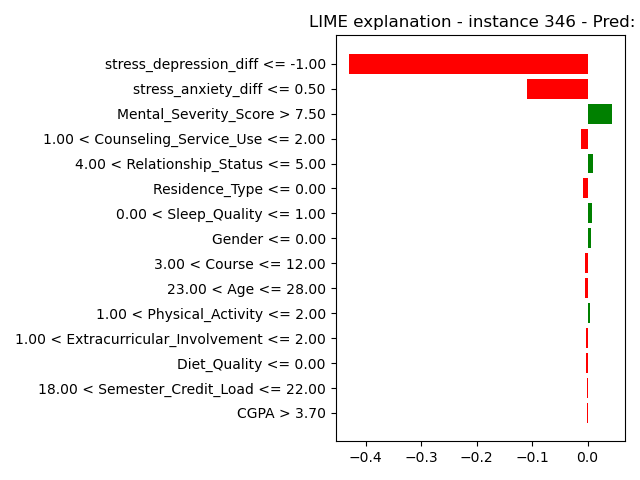 LIME explanation - instance 346 - Pred:
stress_depression_diff <= -1.00
stress_anxiety_diff <= 0.50
Mental_Severity_Score > 7.50
1.00 < Counseling_Service_Use <= 2.00
4.00 < Relationship_Status <= 5.00
Residence_Type <= 0.00
0.00 < Sleep_Quality <= 1.00
Gender <= 0.00
3.00 < Course <= 12.00
23.00 < Age <= 28.00
1.00 < Physical_Activity <= 2.00
1.00 < Extracurricular_Involvement <= 2.00
Diet_Quality <= 0.00
18.00 < Semester_Credit_Load <= 22.00
CGPA > 3.70
−0.4 −0.3 −0.2 −0.1 0.0